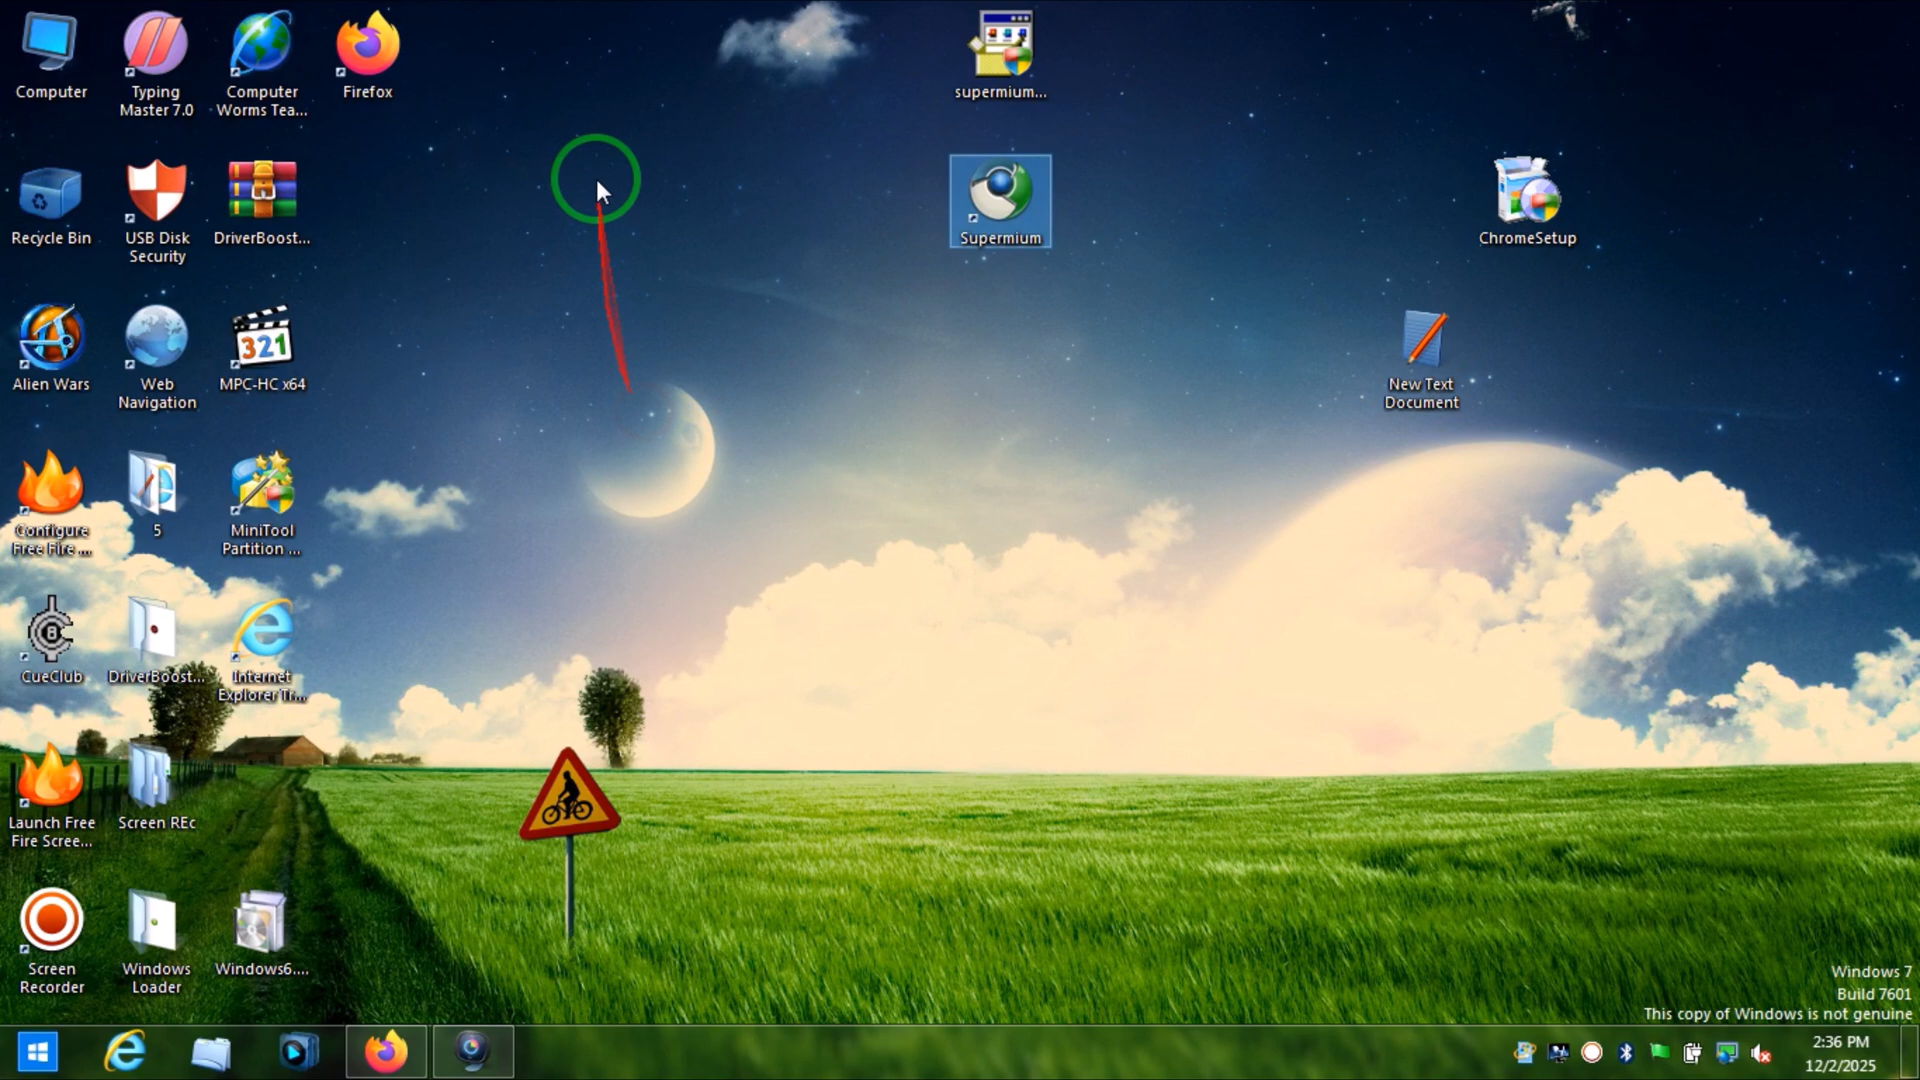 Computer
Typing
Master 7.0
Computer
Worms Tea...
Firefox
supermium...
Recycle Bin
USB Disk
Security
DriverBoost...
Supermium
ChromeSetup
Alien Wars
Web
Navigation
321
MPC-HC x64
New Text
Document
Configure
Free Fire ...
5
MiniTool
Partition ...
8
CueClub
DriverBoost...
Internet
Explorer Tr...
Launch Free
Fire Scree...
Screen REc
Screen
Recorder
Windows
Loader
Windows6....
Windows 7
Build 7601
This copy of Windows is not genuine
2:36 PM
12/2/2025